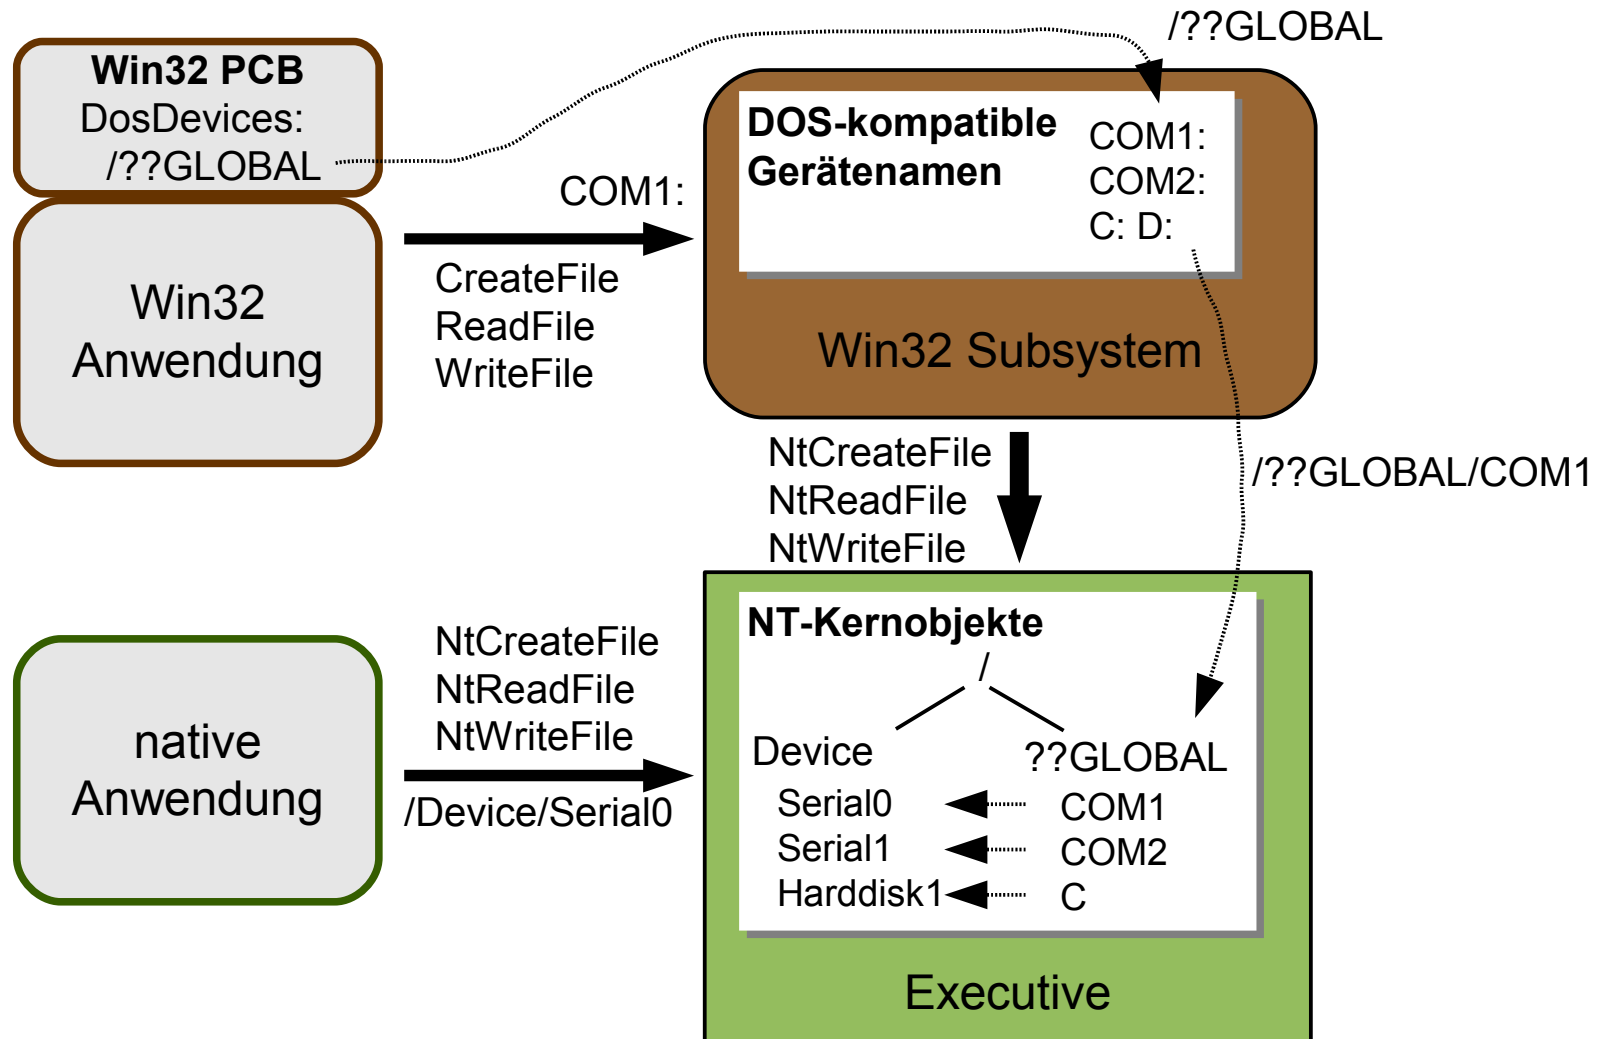 /??GLOBAL
Win32 PCB
DosDevices:
/??GLOBAL
DOS-kompatible
Gerätenamen
COM1:
COM2:
C: D:
COM1:
CreateFile
ReadFile
WriteFile
Win32
Anwendung
Win32 Subsystem
NtCreateFile
NtReadFile
NtWriteFile
/??GLOBAL/COM1
native
Anwendung
NtCreateFile
NtReadFile
NtWriteFile
/Device/Serial0
NT-Kernobjekte
/
Device
??GLOBAL
Serial0
COM1
Serial1
COM2
Harddisk1
C
Executive